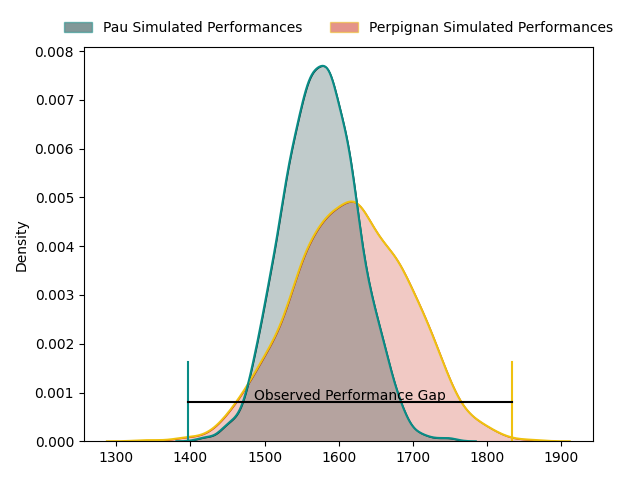 Pau Simulated Performances Perpignan Simulated Performances
0.008
0.007
0.006
0.005
0.004
0.003
0.002
0.001
0.000
Density
Observed Performance Gap
1300 1400 1500 1600 1700 1800 1900